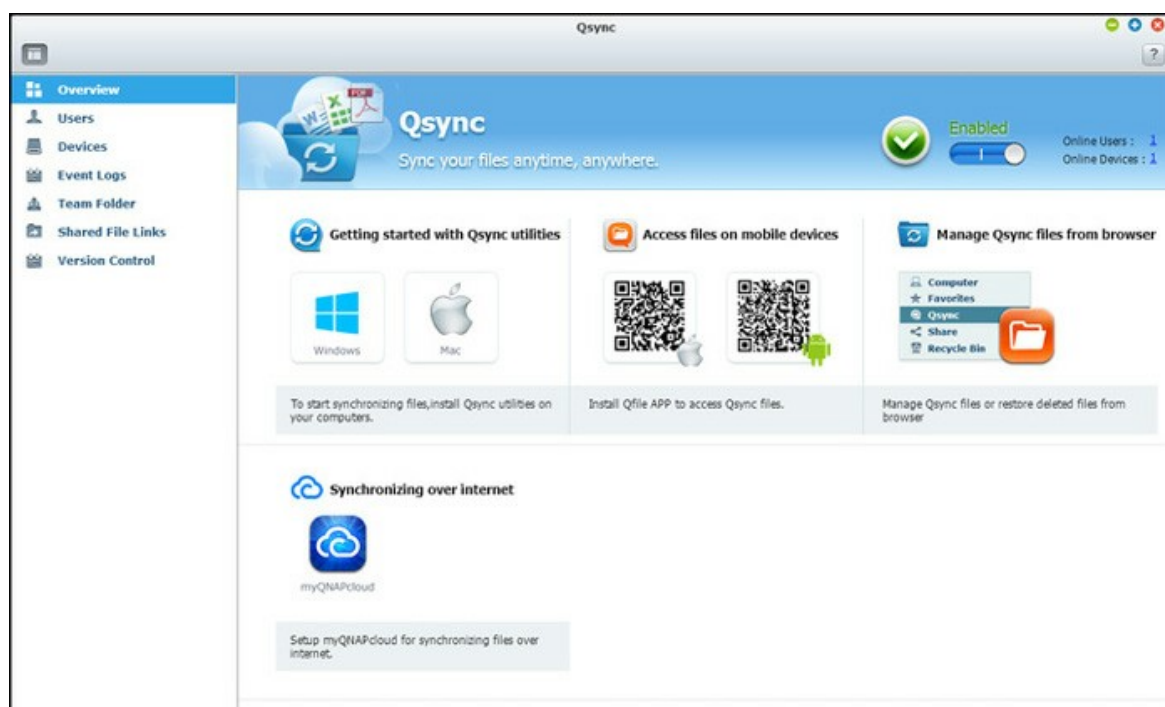 Qsync
?
Overview
Users
Devices
Event Logs
Team Folder
Shared File Links
Version Control
W
X
PDF
Qsync
Sync your files anytime, anywhere.
Enabled
Online Users : 1
Online Devices : 1
Getting started with Qsync utilities
Windows
Mac
To start synchronizing files,install Qsync utilities on
your computers.
Access files on mobile devices
Install Qfile APP to access Qsync files.
Manage Qsync files from browser
Computer
Favorites
Qsync
Share
Recycle Bin
Manage Qsync files or restore deleted files from
browser
Synchronizing over internet
myQNAPcloud
Setup myQNAPcloud for synchronizing files over
internet.